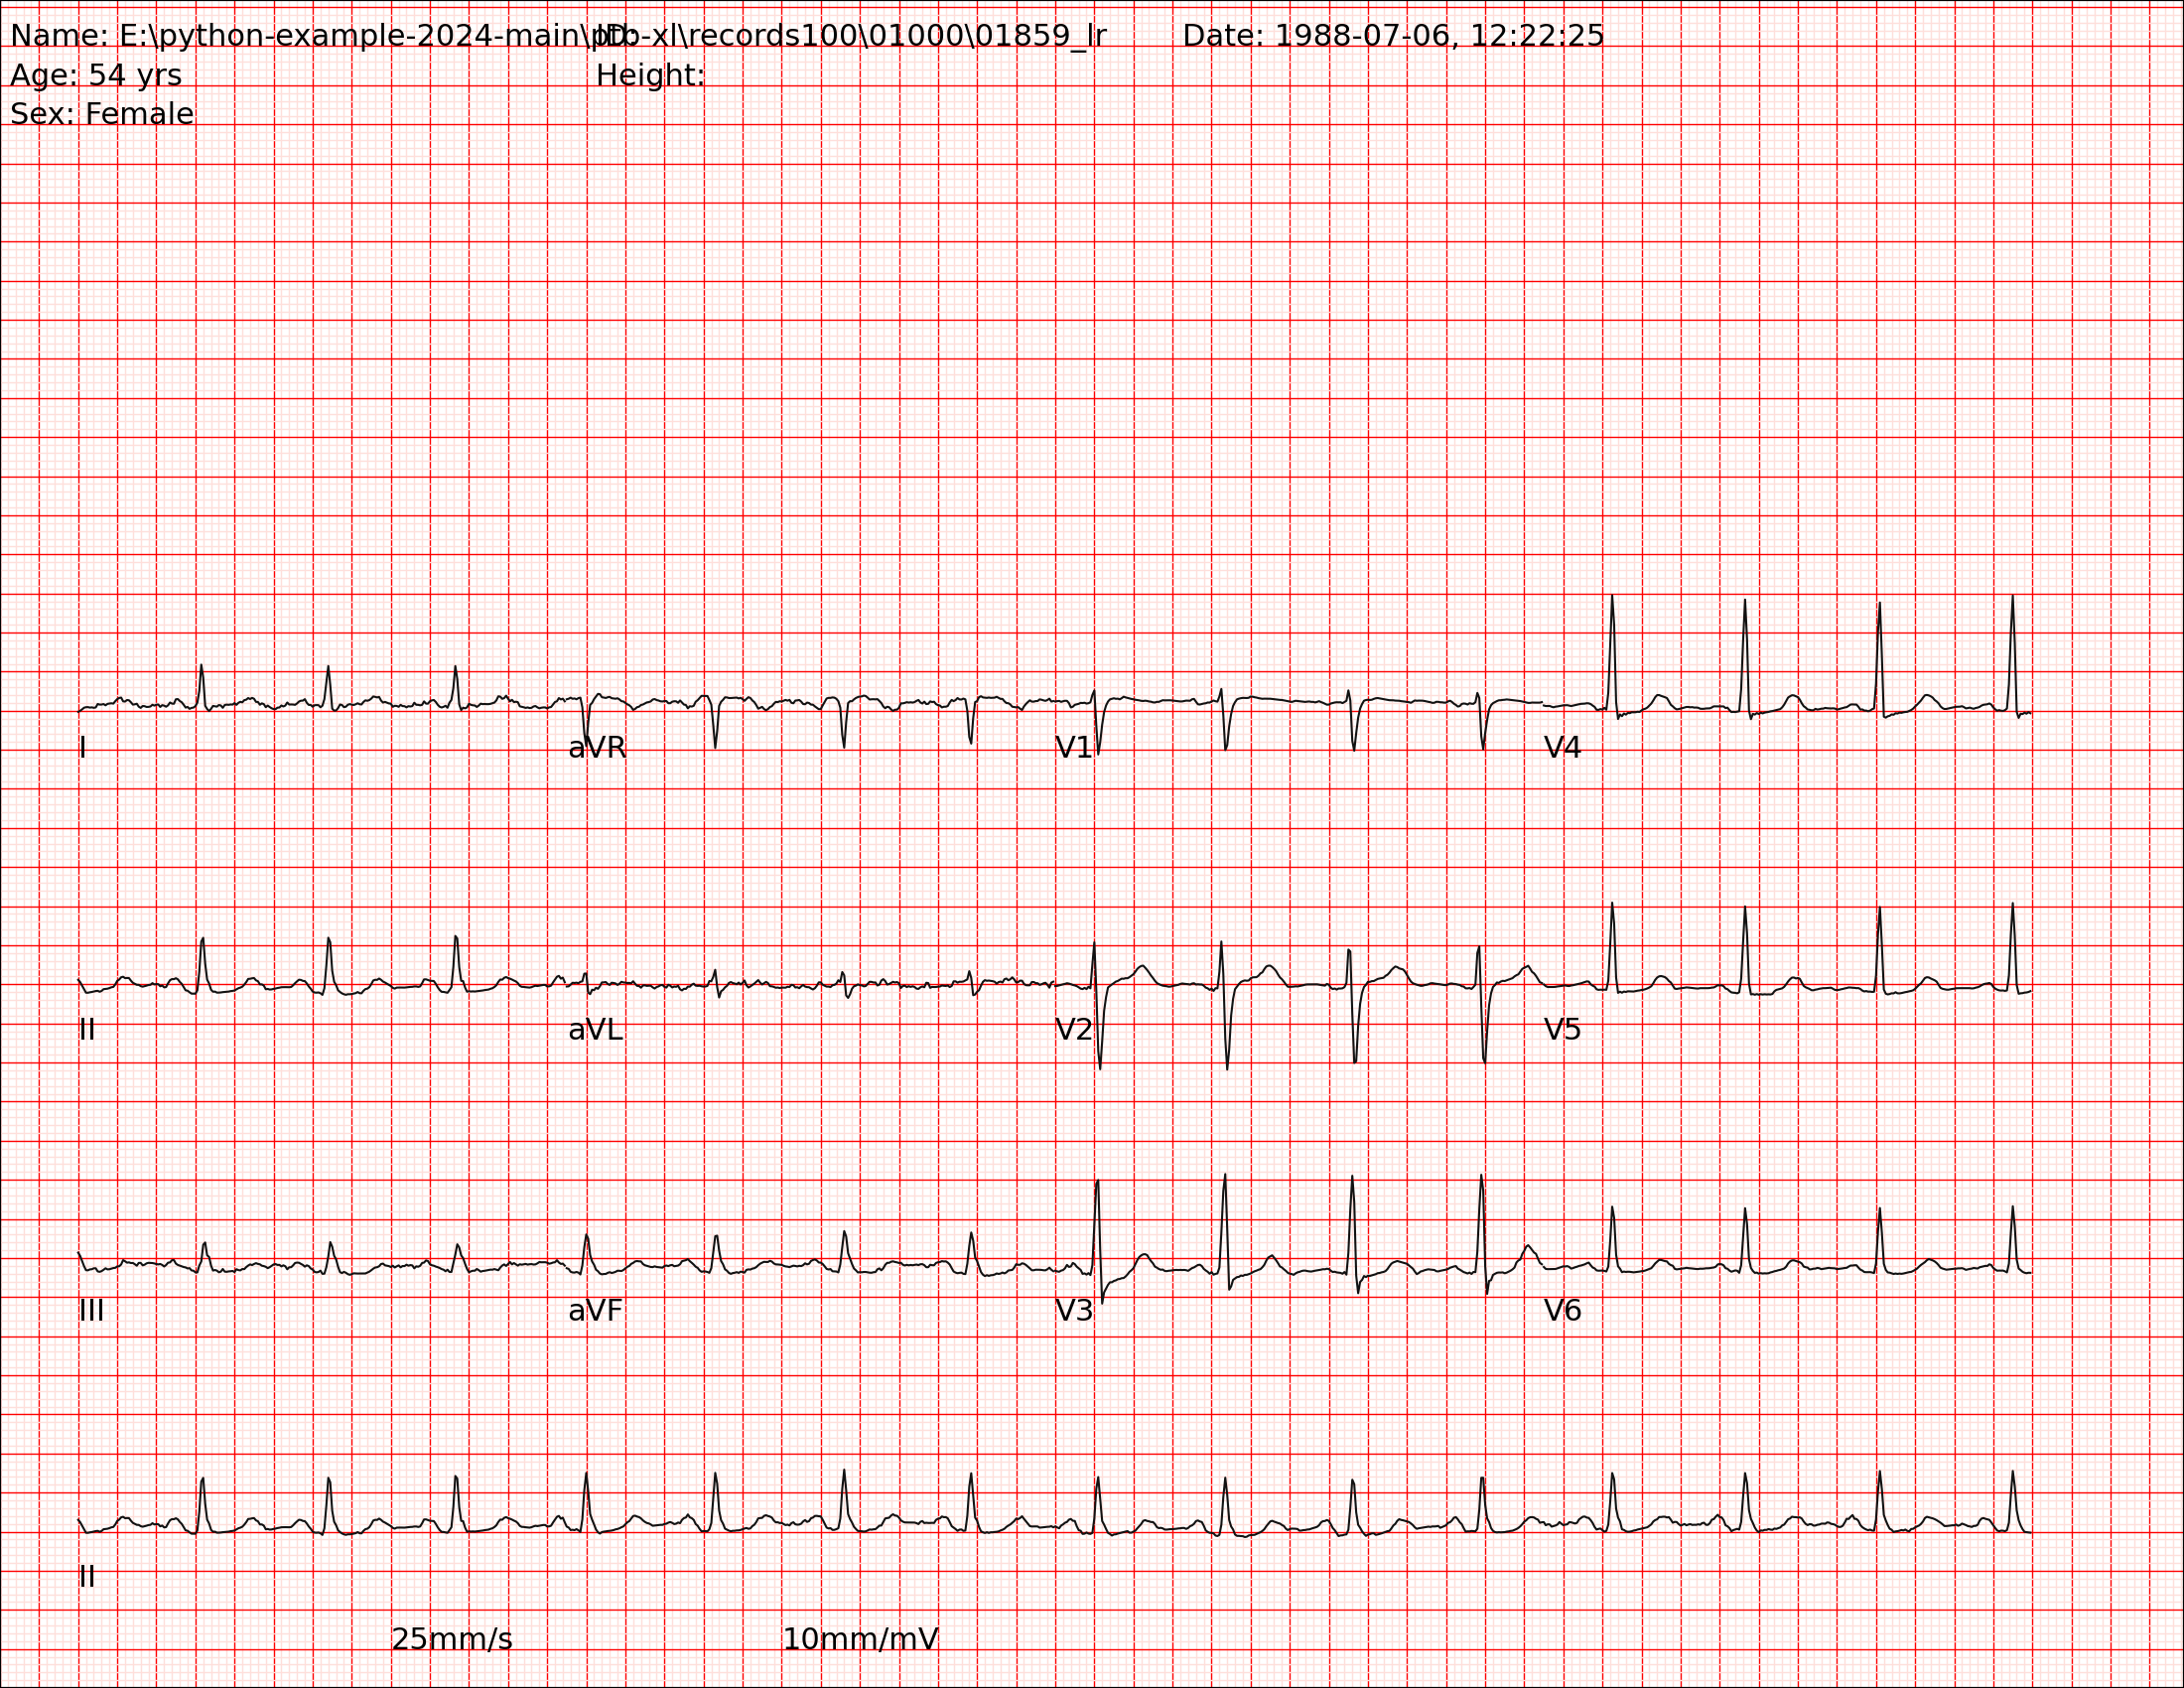 Name: E:\python-example-2024-main\ptb-xl\records100\01000\01859_lr ID: Date: 1988-07-06, 12:22:25
Age: 54 yrs Height:
Sex: Female
I aVR V1 V4
II aVL V2 V5
III aVF V3 V6
II
25mm/s 10mm/mV